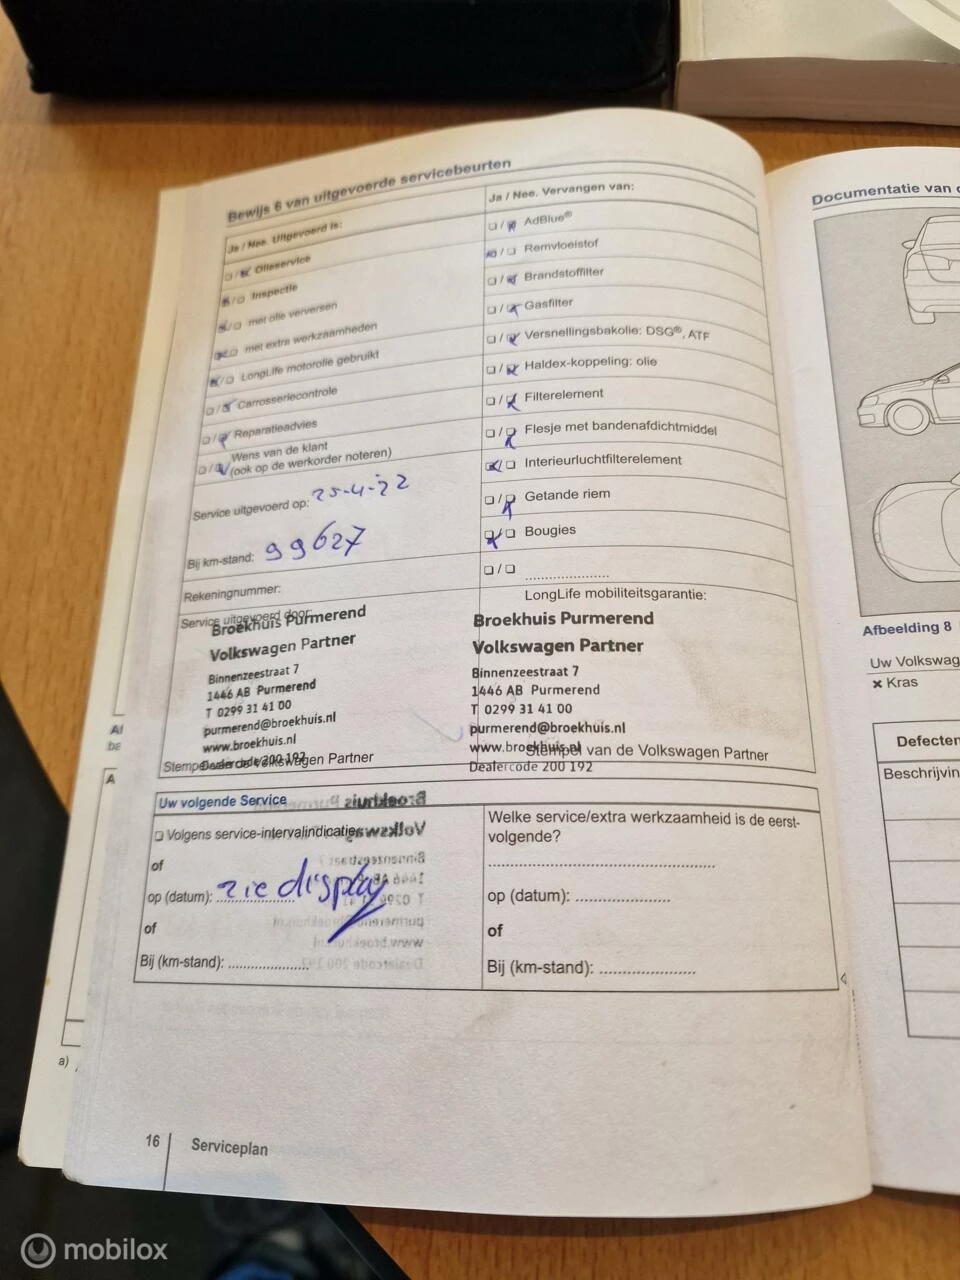 Bewijs 6 van uitgevoerde servicebeurten
Ja / Nee. Uitgevoerd is:
Olieservice
Inspectie
met olie verversen
met extra werkzaamheden
LongLife motorolie gebruikt
Carrosseriecontrole
Reparatieadvies
Wens van de klant
(ook op de werkorder noteren)
Service uitgevoerd op: 25-4-22
Bij km-stand: 99627
Rekeningnummer:
Service uitgevoerd door:
Broekhuis Purmerend
Volkswagen Partner
Binnenzeestraat 7
1446 AB Purmerend
T 0299 31 41 00
purmerend@broekhuis.nl
www.broekhuis.nl
Dealercode 200 192
Stempel van de Volkswagen Partner
Ja / Nee. Vervangen van:
AdBlue®
Remvloeistof
Brandstoffilter
Gasfilter
Versnellingsbakolie: DSG®, ATF
Haldex-koppeling: olie
Filterelement
Flesje met bandenafdichtmiddel
Interieurluchtfilterelement
Getande riem
Bougies
LongLife mobiliteitsgarantie:
Broekhuis Purmerend
Volkswagen Partner
Binnenzeestraat 7
1446 AB Purmerend
T 0299 31 41 00
purmerend@broekhuis.nl
www.broekhuis.nl
Stempel van de Volkswagen Partner
Dealercode 200 192
Uw volgende Service
Volgens service-intervalindicatie
of
op (datum): zie display
of
Bij (km-stand):
Welke service/extra werkzaamheid is de eerst-
volgende?
op (datum):
of
Bij (km-stand):
16 Serviceplan
a)
Documentatie van
Afbeelding 8
Uw Volkswag
× Kras
Defecten
Beschrijvin
mobilox